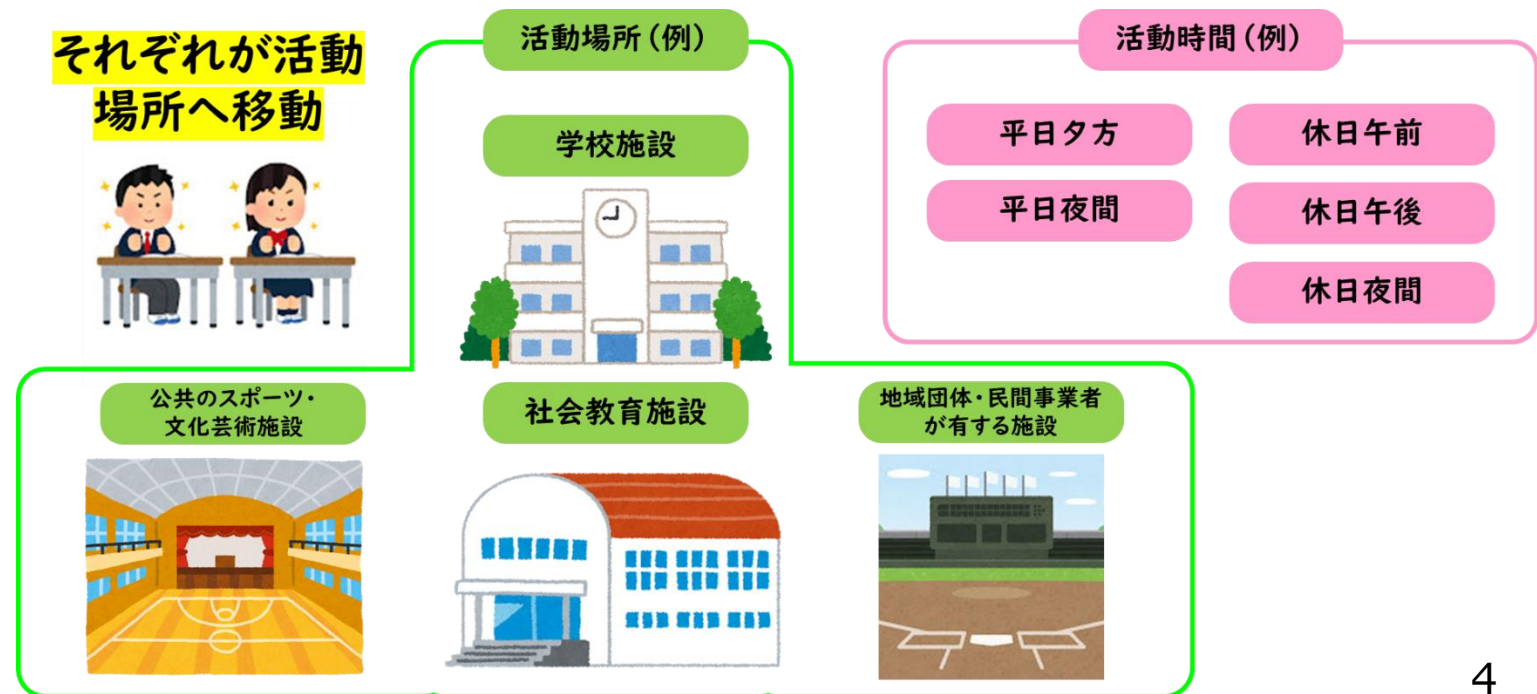 それぞれが活動
場所へ移動
活動場所（例）
学校施設
公共のスポーツ・
文化芸術施設
社会教育施設
地域団体・民間事業者
が有する施設
活動時間（例）
平日夕方
休日午前
平日夜間
休日午後
休日夜間
4